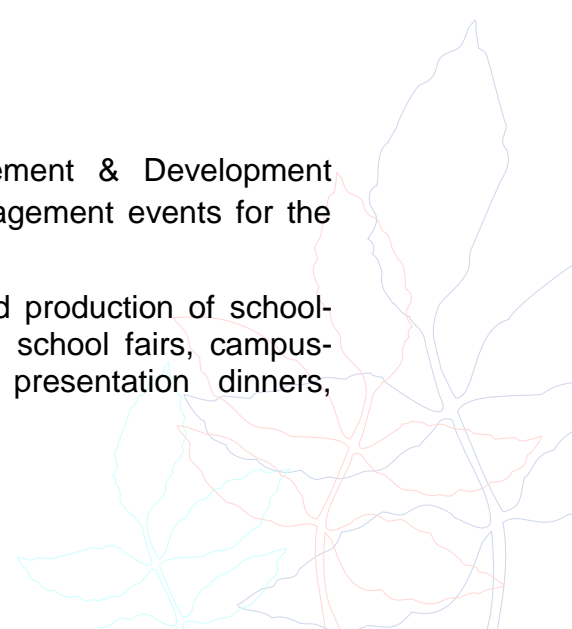 ement & Development
agement events for the
d production of school-
school fairs, campus-
presentation dinners,